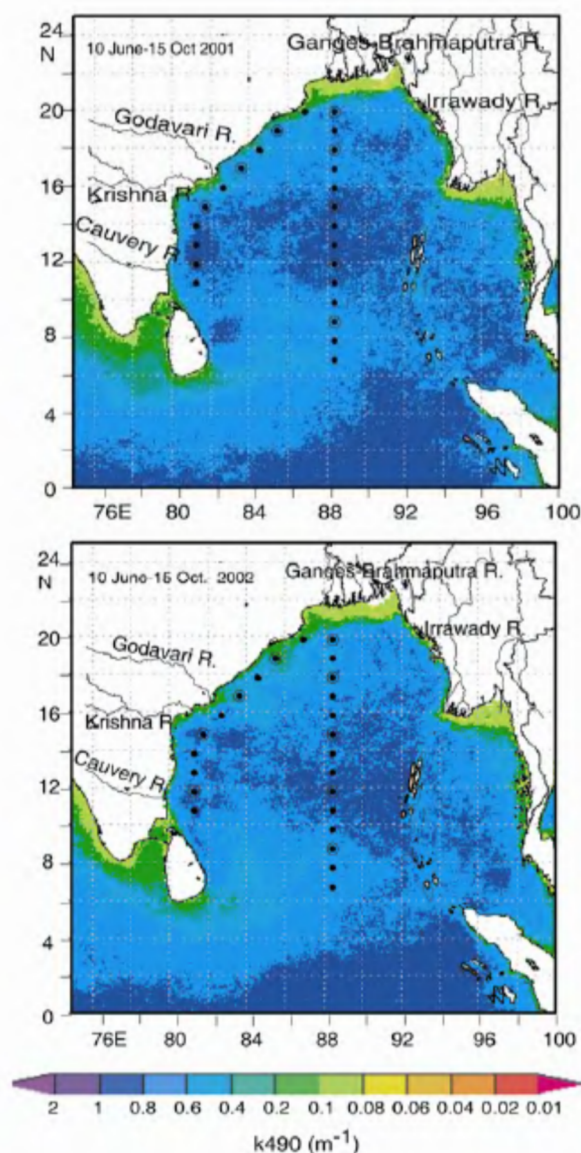 24
N
10 June-15 Oct 2001
Ganges-Brahmaputra R.
20
Irrawady R.
Godavari R.
16
Krishna R.
Cauvery R
12
8
4
0
76E 80 84 88 92 96 100
24
N
10 June-15 Oct. 2002
Ganges-Brahmaputra R.
20
Irrawady R
Godavari R.
16
Krishna R
Cauvery R
12
8
4
0
76E 80 84 88 92 96 100
2 1 0.8 0.6 0.4 0.2 0.1 0.08 0.06 0.04 0.02 0.01
k490 (m⁻¹)